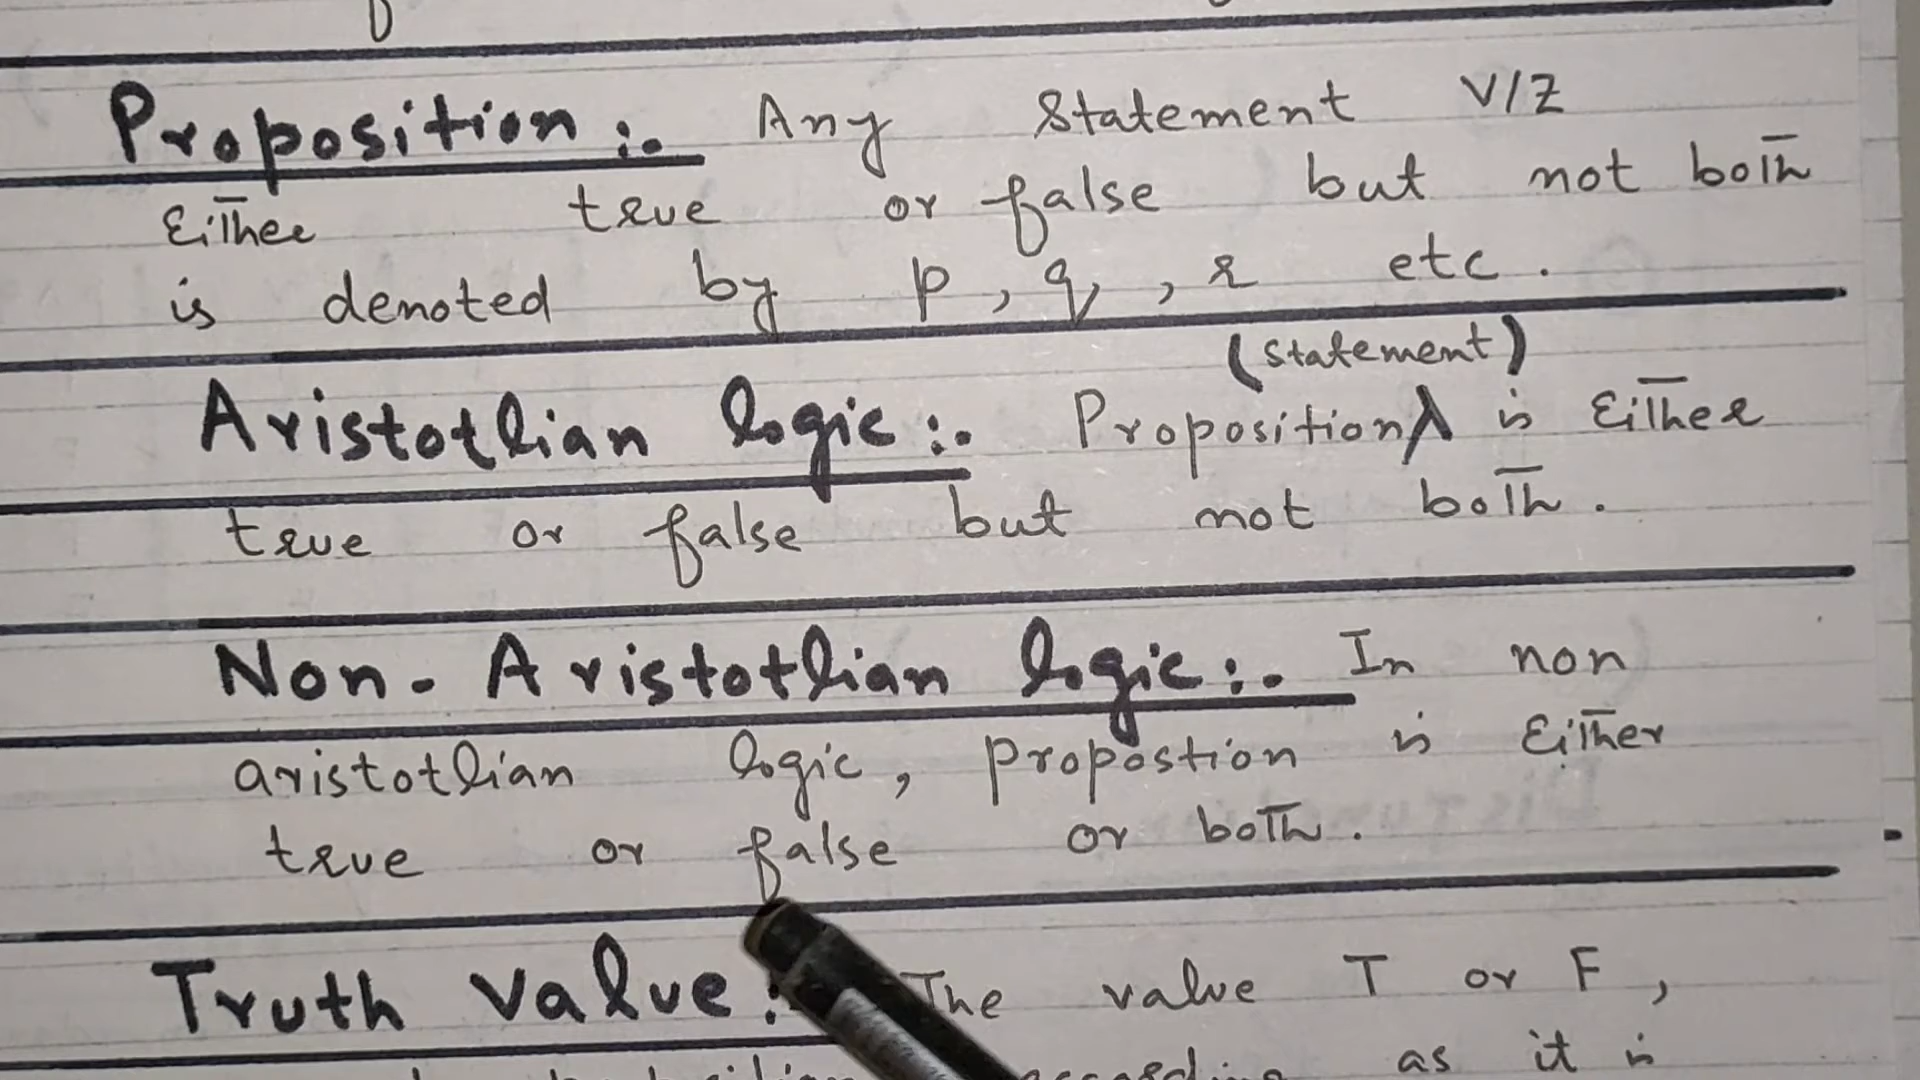 Proposition :. Any Statement V/Z
Either true or false but not both
is denoted by p, q, r etc.
(Statement)
Aristotlian logic :. Proposition is Either
true or false but not both.
Non-Aristotlian logic :. In non
aristotlian logic, propostion is Either
true or false or both.
Truth Value : The value T or F,
according as it is